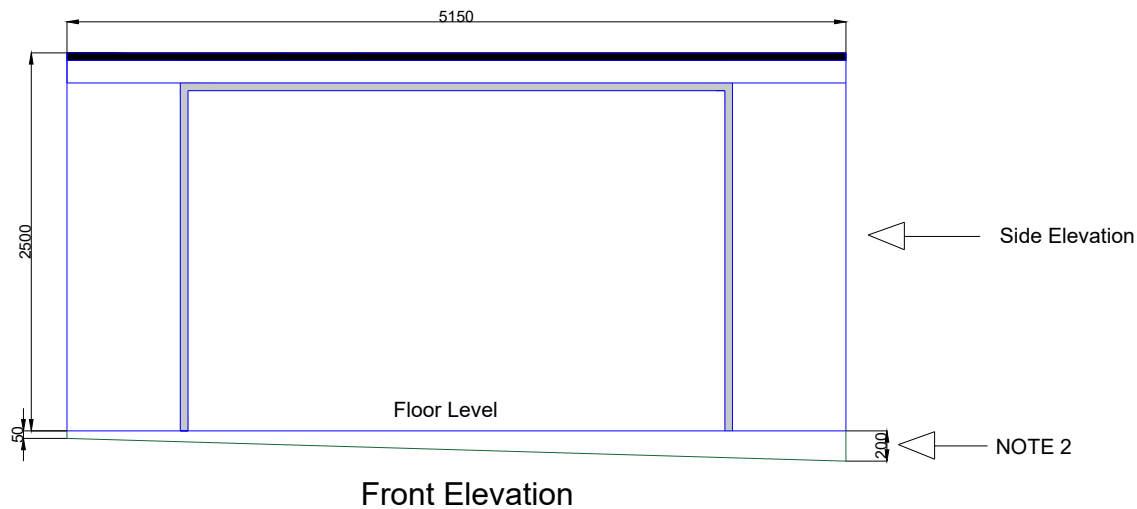 5150
2500
Side Elevation
Floor Level
50
200
NOTE 2
Front Elevation